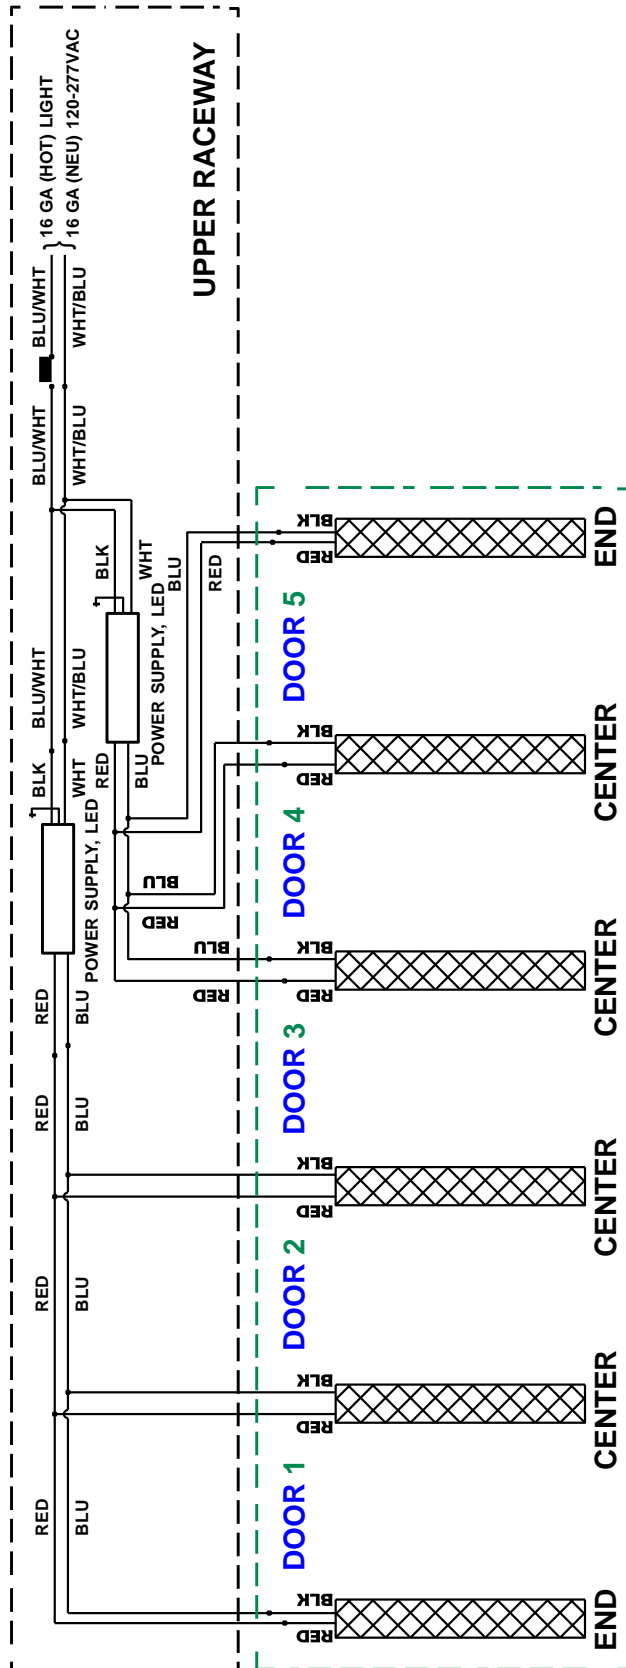 16 GA (HOT) LIGHT
16 GA (NEU) 120-277VAC
UPPER RACEWAY
BLU/WHT
WHT/BLU
BLU/WHT
WHT/BLU
BLK
WHT
BLU
RED
BLU/WHT
WHT/BLU
POWER SUPPLY, LED
BLK
WHT
RED
BLU
POWER SUPPLY, LED
BLU
RED
BLU
RED
RED
BLU
RED
BLU
RED
BLU
RED
BLU
BLK
RED
END
DOOR 5
BLK
RED
CENTER
DOOR 4
BLK
RED
CENTER
DOOR 3
BLK
RED
CENTER
DOOR 2
BLK
RED
CENTER
DOOR 1
BLK
RED
END